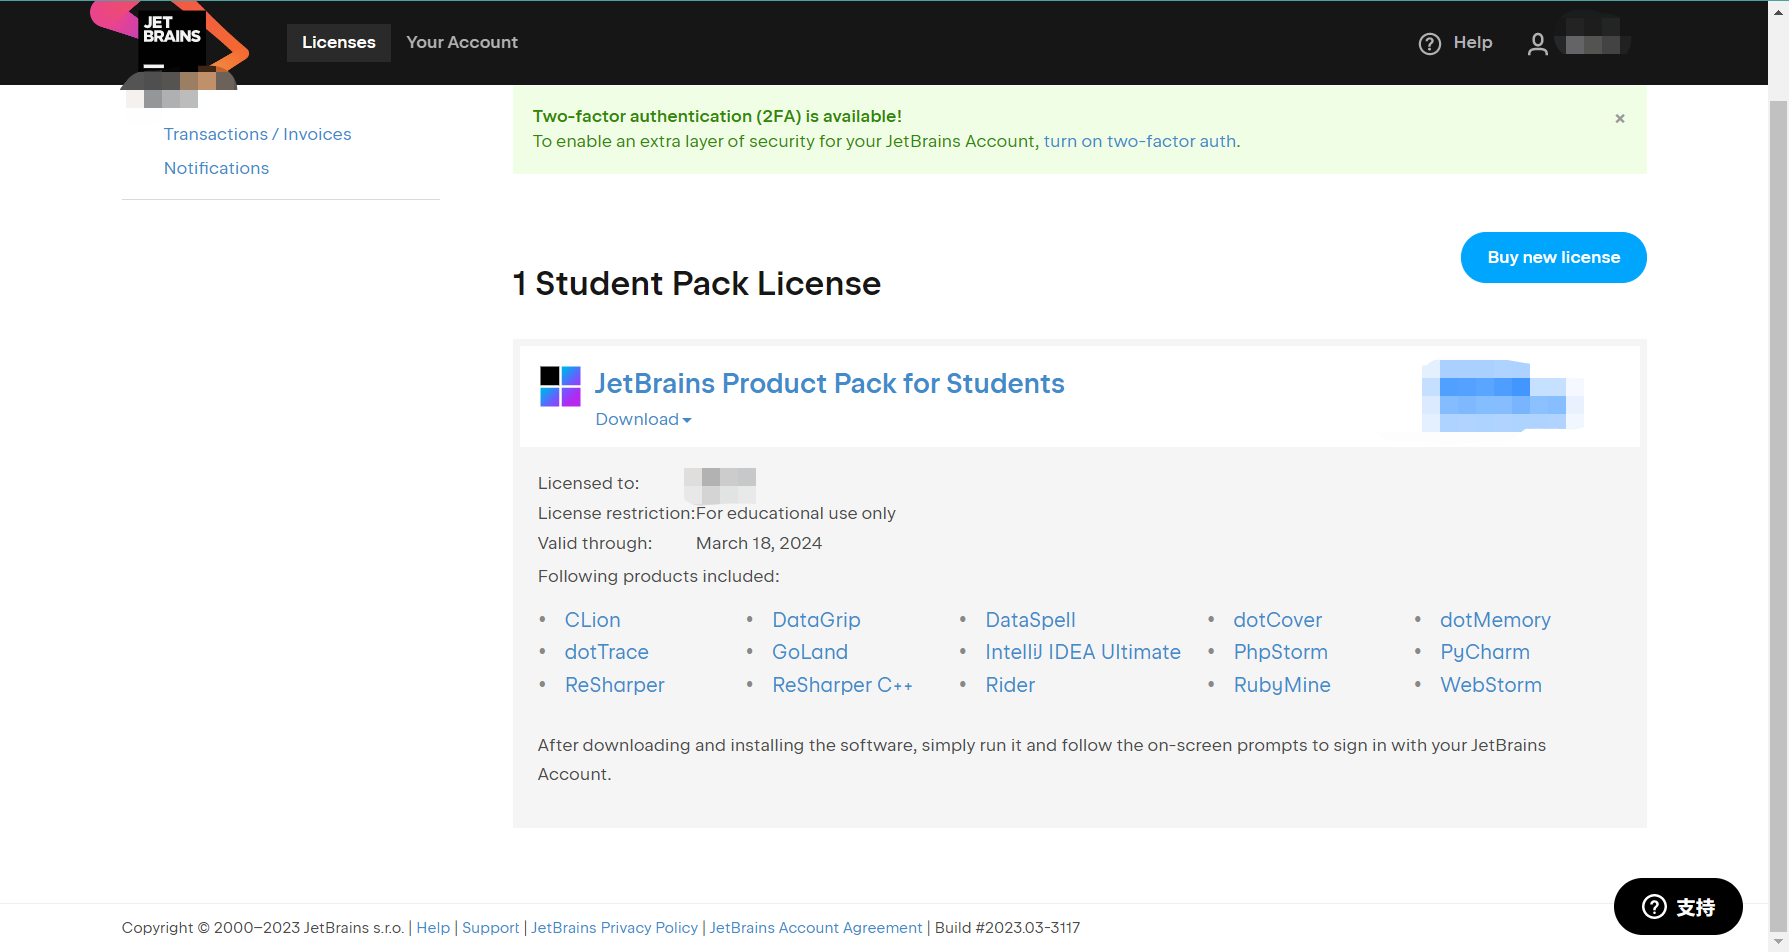 JET
BRAINS
Licenses
Your Account
Help
Transactions / Invoices
Notifications
Two-factor authentication (2FA) is available!
To enable an extra layer of security for your JetBrains Account, turn on two-factor auth.
×
Buy new license
1 Student Pack License
JetBrains Product Pack for Students
Download
Licensed to:
License restriction:For educational use only
Valid through: March 18, 2024
Following products included:
• CLion • DataGrip • DataSpell • dotCover • dotMemory
• dotTrace • GoLand • IntelliJ IDEA Ultimate • PhpStorm • PyCharm
• ReSharper • ReSharper C++ • Rider • RubyMine • WebStorm
After downloading and installing the software, simply run it and follow the on-screen prompts to sign in with your JetBrains
Account.
支持
Copyright © 2000–2023 JetBrains s.r.o. | Help | Support | JetBrains Privacy Policy | JetBrains Account Agreement | Build #2023.03-3117